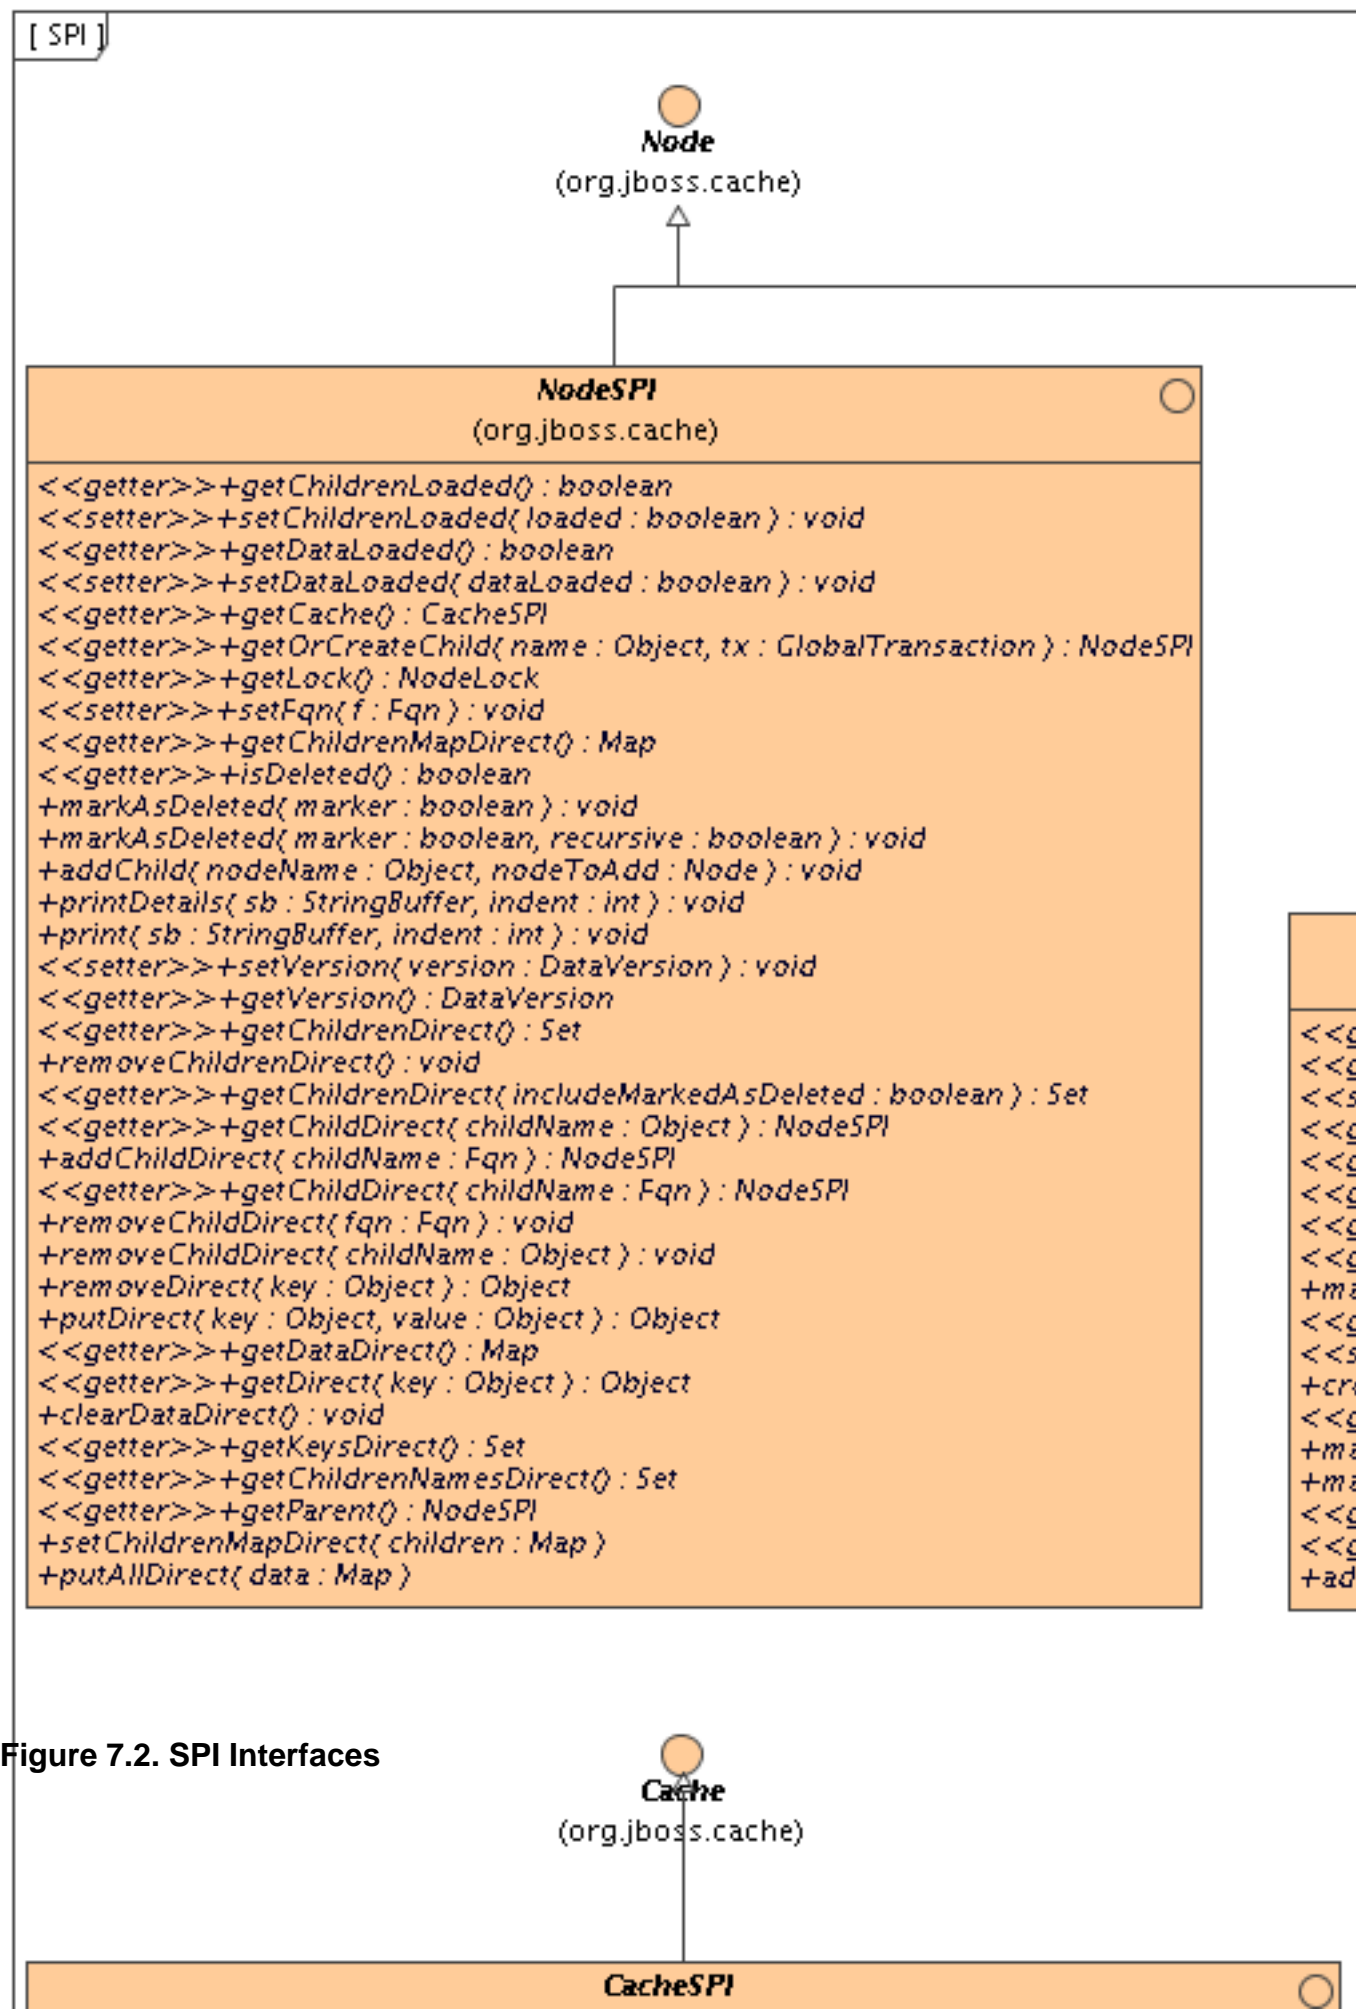 [ SPI ]
Node
(org.jboss.cache)
NodeSPI
(org.jboss.cache)
<<getter>>+getChildrenLoaded() : boolean
<<setter>>+setChildrenLoaded( loaded : boolean ) : void
<<getter>>+getDataLoaded() : boolean
<<setter>>+setDataLoaded( dataLoaded : boolean ) : void
<<getter>>+getCache() : CacheSPI
<<getter>>+getOrCreateChild( name : Object, tx : GlobalTransaction ) : NodeSPI
<<getter>>+getLock() : NodeLock
<<setter>>+setFqn( f : Fqn ) : void
<<getter>>+getChildrenMapDirect() : Map
<<getter>>+isDeleted() : boolean
+markAsDeleted( marker : boolean ) : void
+markAsDeleted( marker : boolean, recursive : boolean ) : void
+addChild( nodeName : Object, nodeToAdd : Node ) : void
+printDetails( sb : StringBuffer, indent : int ) : void
+print( sb : StringBuffer, indent : int ) : void
<<setter>>+setVersion( version : DataVersion ) : void
<<getter>>+getVersion() : DataVersion
<<getter>>+getChildrenDirect() : Set
+removeChildrenDirect() : void
<<getter>>+getChildrenDirect( includeMarkedAsDeleted : boolean ) : Set
<<getter>>+getChildDirect( childName : Object ) : NodeSPI
+addChildDirect( childName : Fqn ) : NodeSPI
<<getter>>+getChildDirect( childName : Fqn ) : NodeSPI
+removeChildDirect( fqn : Fqn ) : void
+removeChildDirect( childName : Object ) : void
+removeDirect( key : Object ) : Object
+putDirect( key : Object, value : Object ) : Object
<<getter>>+getDataDirect() : Map
<<getter>>+getDirect( key : Object ) : Object
+clearDataDirect() : void
<<getter>>+getKeysDirect() : Set
<<getter>>+getChildrenNamesDirect() : Set
<<getter>>+getParent() : NodeSPI
+setChildrenMapDirect( children : Map )
+putAllDirect( data : Map )
<<g
<<g
<<s
<<g
<<g
<<g
<<g
<<g
+ma
<<g
<<s
+cre
<<g
+ma
+ma
<<g
<<g
+ad
Figure 7.2. SPI Interfaces
Cache
(org.jboss.cache)
CacheSPI